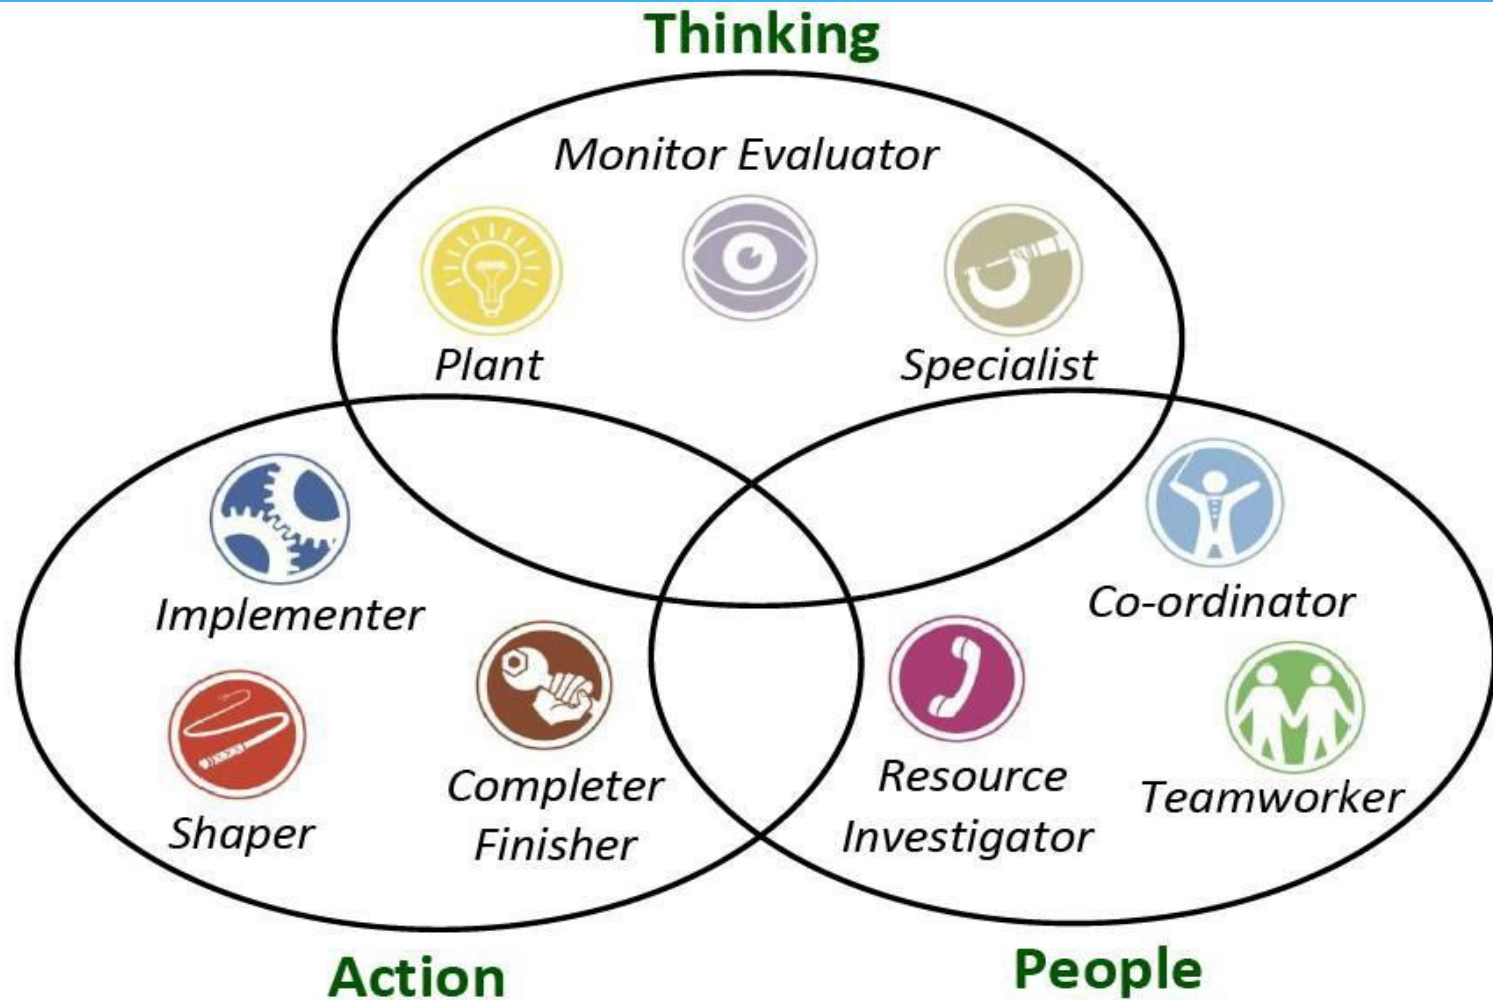 Thinking
Monitor Evaluator
Plant
Specialist
Implementer
Co-ordinator
Shaper
Completer
Finisher
Resource
Investigator
Teamworker
Action
People